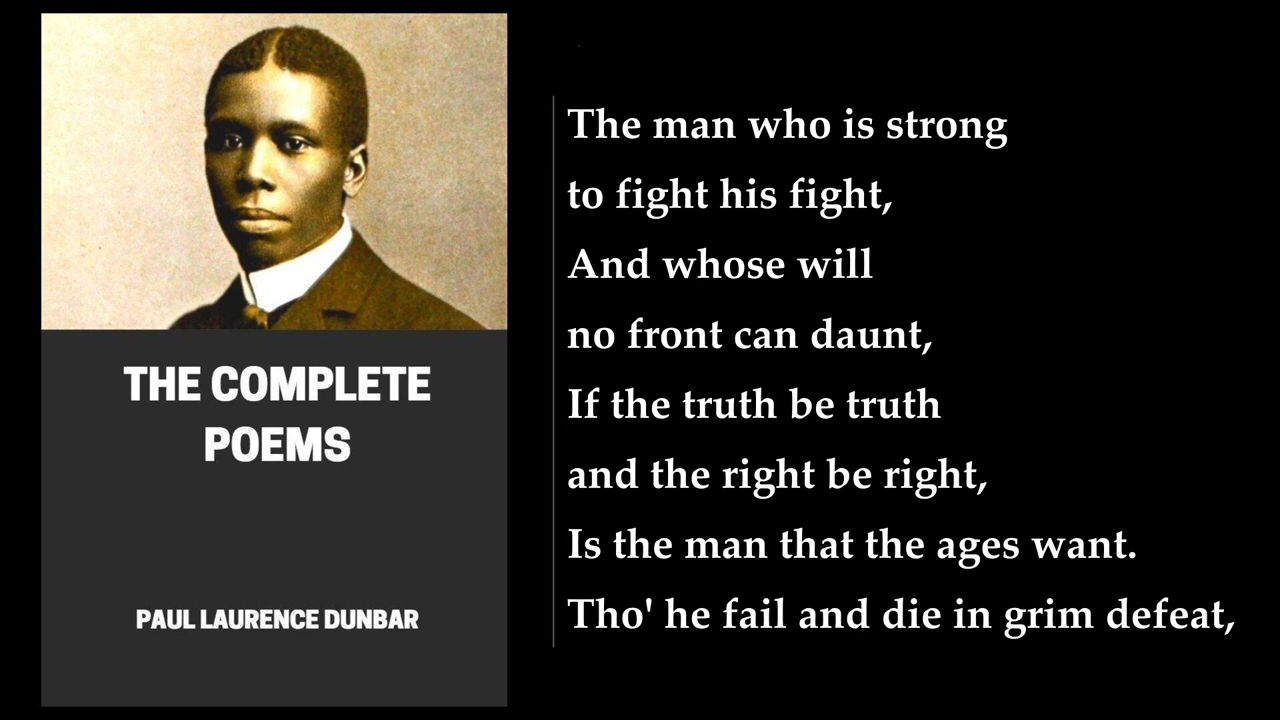 THE COMPLETE
POEMS
PAUL LAURENCE DUNBAR
The man who is strong
to fight his fight,
And whose will
no front can daunt,
If the truth be truth
and the right be right,
Is the man that the ages want.
Tho' he fail and die in grim defeat,